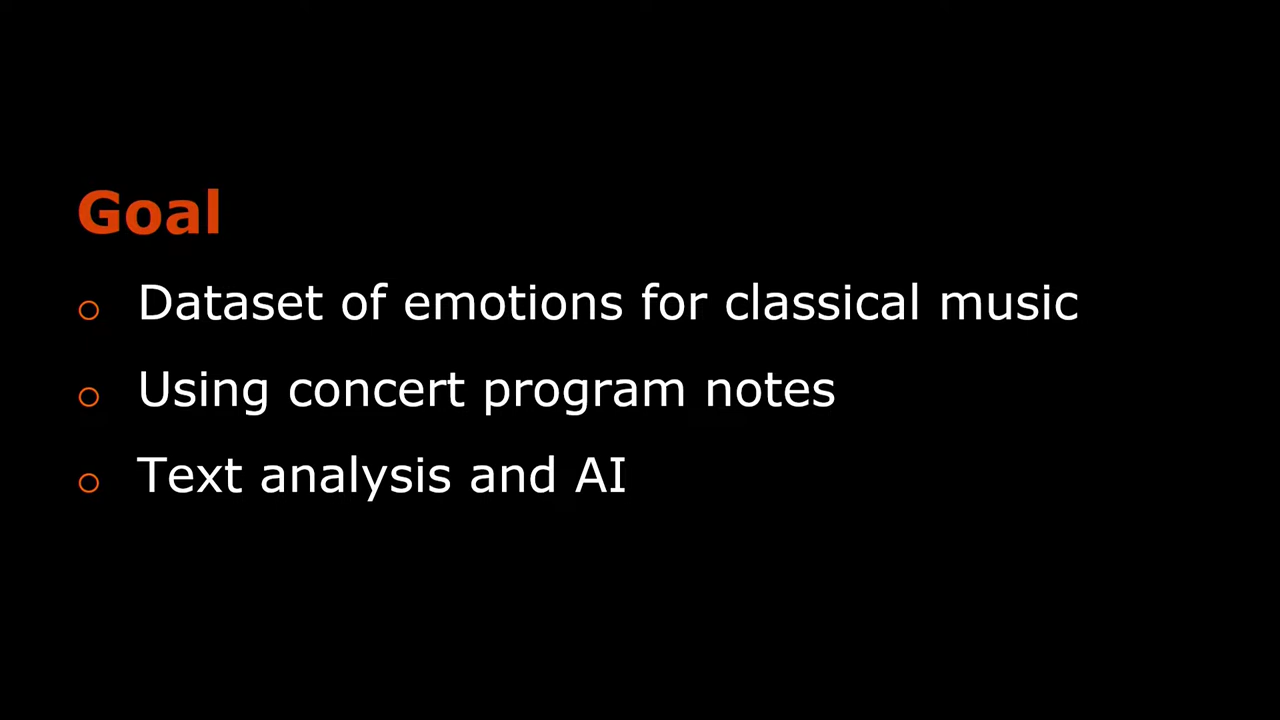 Goal
Dataset of emotions for classical music
Using concert program notes
Text analysis and AI